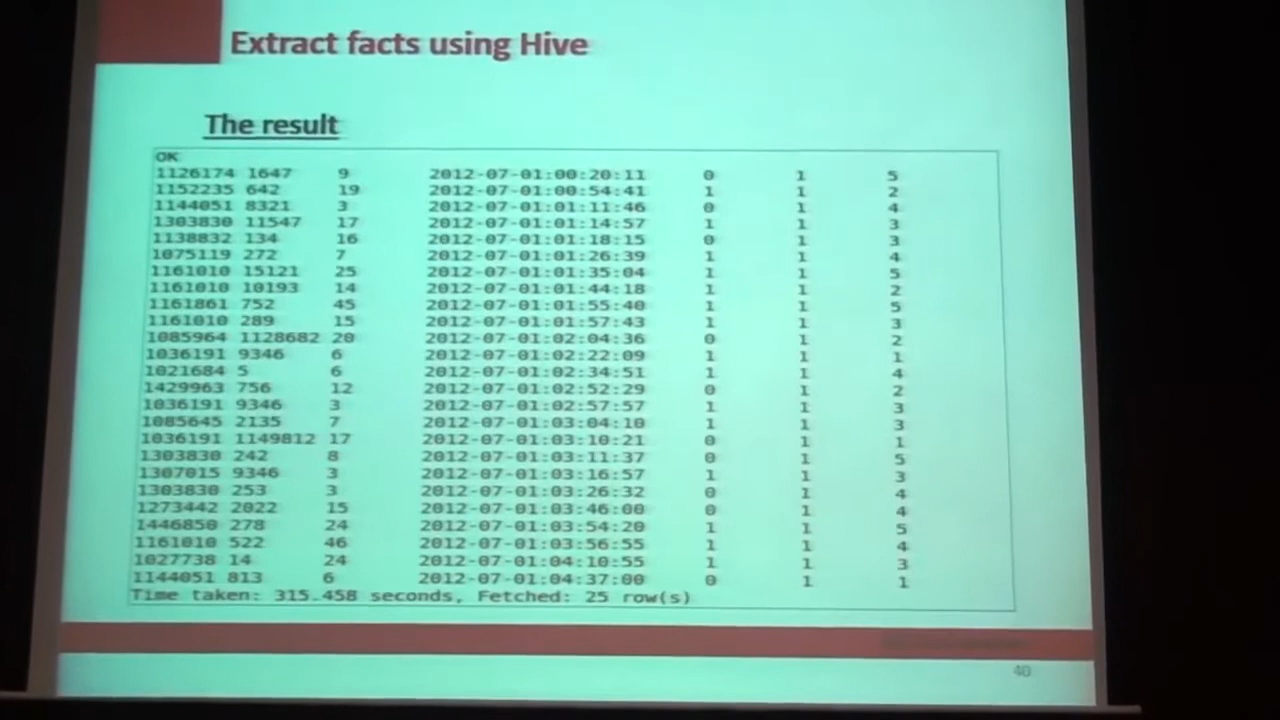 Extract facts using Hive
The result
OK
1126174 1647 9 2012-07-01:00:20:11 0 1 5
1152235 642 19 2012-07-01:00:54:41 1 1 2
1144051 8321 3 2012-07-01:01:11:46 0 1 4
1303830 11547 17 2012-07-01:01:14:57 1 1 3
1138832 134 16 2012-07-01:01:18:15 0 1 3
1075119 272 7 2012-07-01:01:26:39 1 1 4
1161010 15121 25 2012-07-01:01:35:04 1 1 5
1161010 10193 14 2012-07-01:01:44:18 1 1 2
1161861 752 45 2012-07-01:01:55:40 1 1 5
1161010 289 15 2012-07-01:01:57:43 1 1 3
1085964 1128682 20 2012-07-01:02:04:36 0 1 2
1036191 9346 6 2012-07-01:02:22:09 1 1 1
1021684 5 6 2012-07-01:02:34:51 1 1 4
1429963 756 12 2012-07-01:02:52:29 0 1 2
1036191 9346 3 2012-07-01:02:57:57 1 1 3
1085645 2135 7 2012-07-01:03:04:10 1 1 3
1036191 1149812 17 2012-07-01:03:10:21 0 1 1
1303830 242 8 2012-07-01:03:11:37 0 1 5
1307015 9346 3 2012-07-01:03:16:57 1 1 3
1303830 253 3 2012-07-01:03:26:32 0 1 4
1273442 2022 15 2012-07-01:03:46:00 0 1 4
1446850 278 24 2012-07-01:03:54:20 1 1 5
1161010 522 46 2012-07-01:03:56:55 1 1 4
1027738 14 24 2012-07-01:04:10:55 1 1 3
1144051 813 6 2012-07-01:04:37:00 0 1 1
Time taken: 315.458 seconds, Fetched: 25 row(s)
40